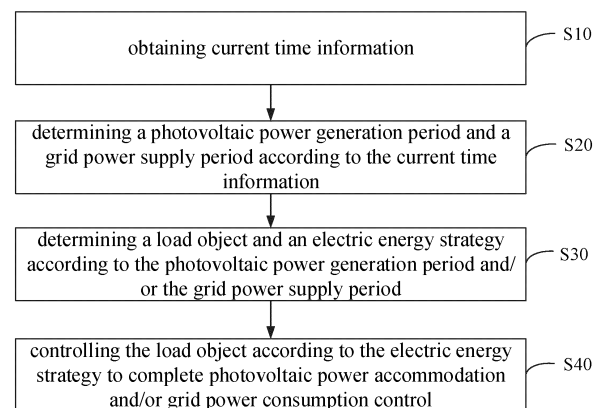 obtaining current time information
S10
determining a photovoltaic power generation period and a
grid power supply period according to the current time
information
S20
determining a load object and an electric energy strategy
according to the photovoltaic power generation period and/
or the grid power supply period
S30
controlling the load object according to the electric energy
strategy to complete photovoltaic power accommodation
and/or grid power consumption control
S40